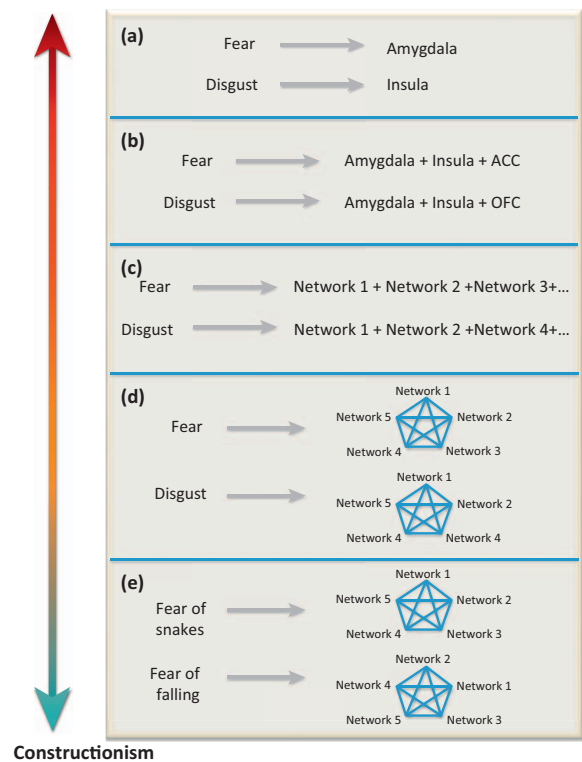 (a)
Fear Amygdala
Disgust Insula
(b)
Fear Amygdala + Insula + ACC
Disgust Amygdala + Insula + OFC
(c)
Fear Network 1 + Network 2 +Network 3+...
Disgust Network 1 + Network 2 +Network 4+...
(d)
Network 1
Fear Network 5 Network 2
Network 4 Network 3
Network 1
Disgust Network 5 Network 2
Network 4 Network 4
(e)
Network 1
Fear of
snakes
Network 5 Network 2
Network 4 Network 3
Network 2
Fear of
falling
Network 4 Network 1
Network 5 Network 3
Constructionism